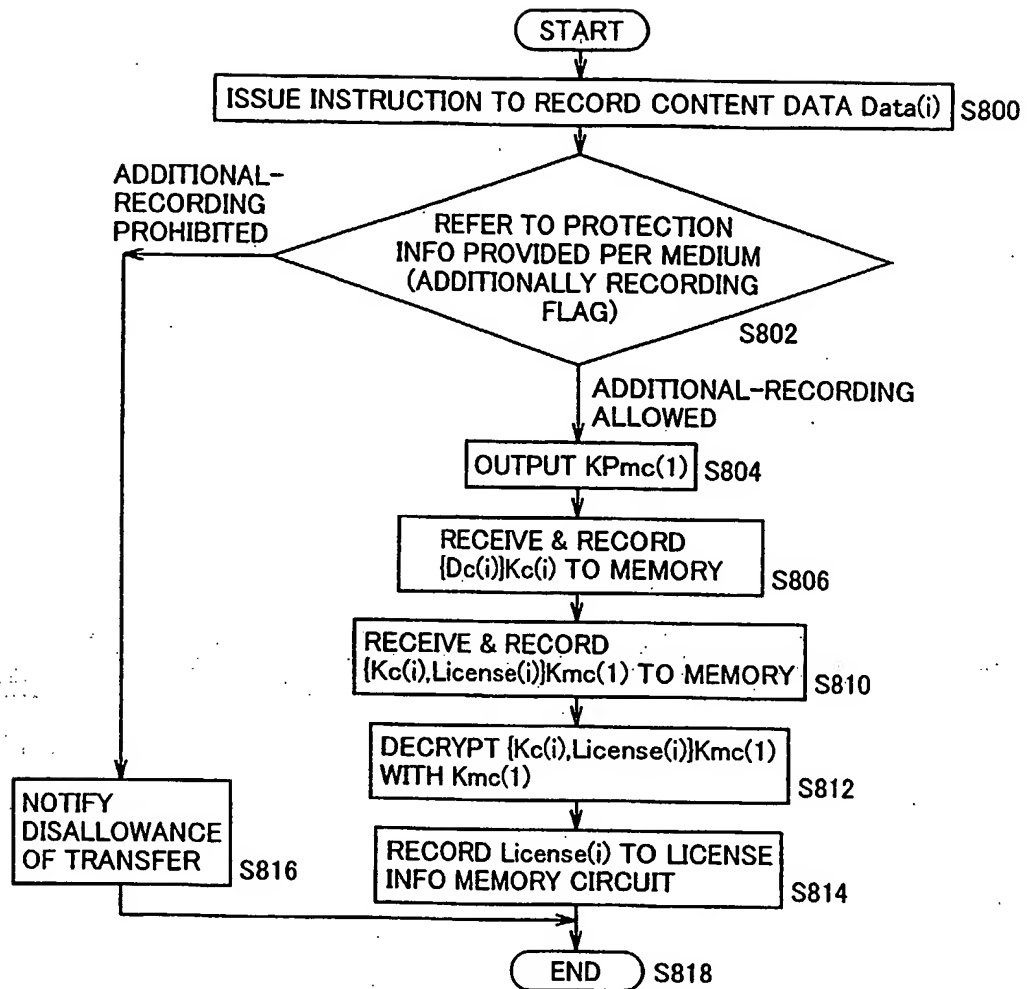 START
ISSUE INSTRUCTION TO RECORD CONTENT DATA Data(i) S800
ADDITIONAL-
RECORDING
PROHIBITED
REFER TO PROTECTION
INFO PROVIDED PER MEDIUM
(ADDITIONALLY RECORDING
FLAG)
S802
ADDITIONAL-RECORDING
ALLOWED
OUTPUT KPmc(1) S804
RECEIVE & RECORD
{Dc(i)}Kc(i) TO MEMORY
S806
RECEIVE & RECORD
{Kc(i),License(i)}Kmc(1) TO MEMORY
S810
DECRYPT {Kc(i),License(i)}Kmc(1)
WITH Kmc(1)
S812
NOTIFY
DISALLOWANCE
OF TRANSFER
S816
RECORD License(i) TO LICENSE
INFO MEMORY CIRCUIT
S814
END S818